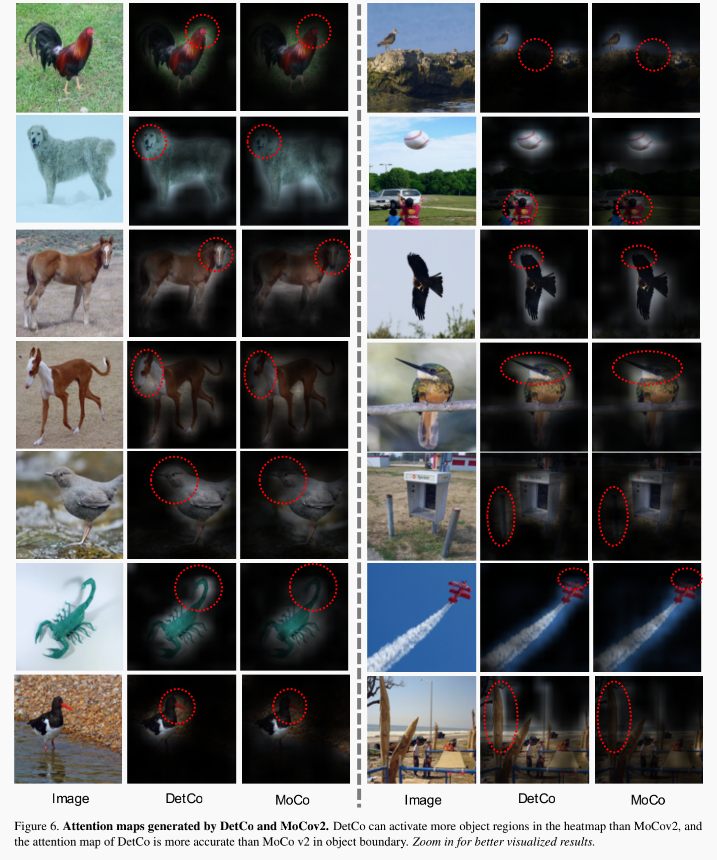 Image DetCo MoCo Image DetCo MoCo
Figure 6. Attention maps generated by DetCo and MoCov2. DetCo can activate more object regions in the heatmap than MoCov2, and
the attention map of DetCo is more accurate than MoCo v2 in object boundary. Zoom in for better visualized results.